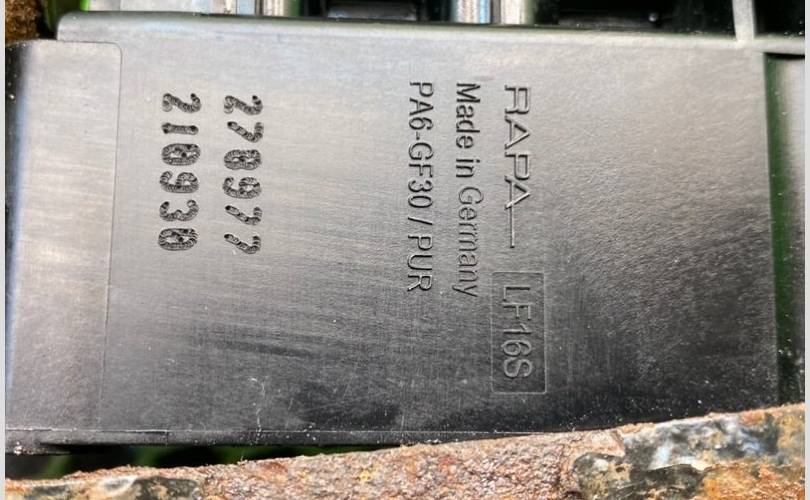 RAPA LF16S
Made in Germany
PA6-GF30 / PUR
278977
210930